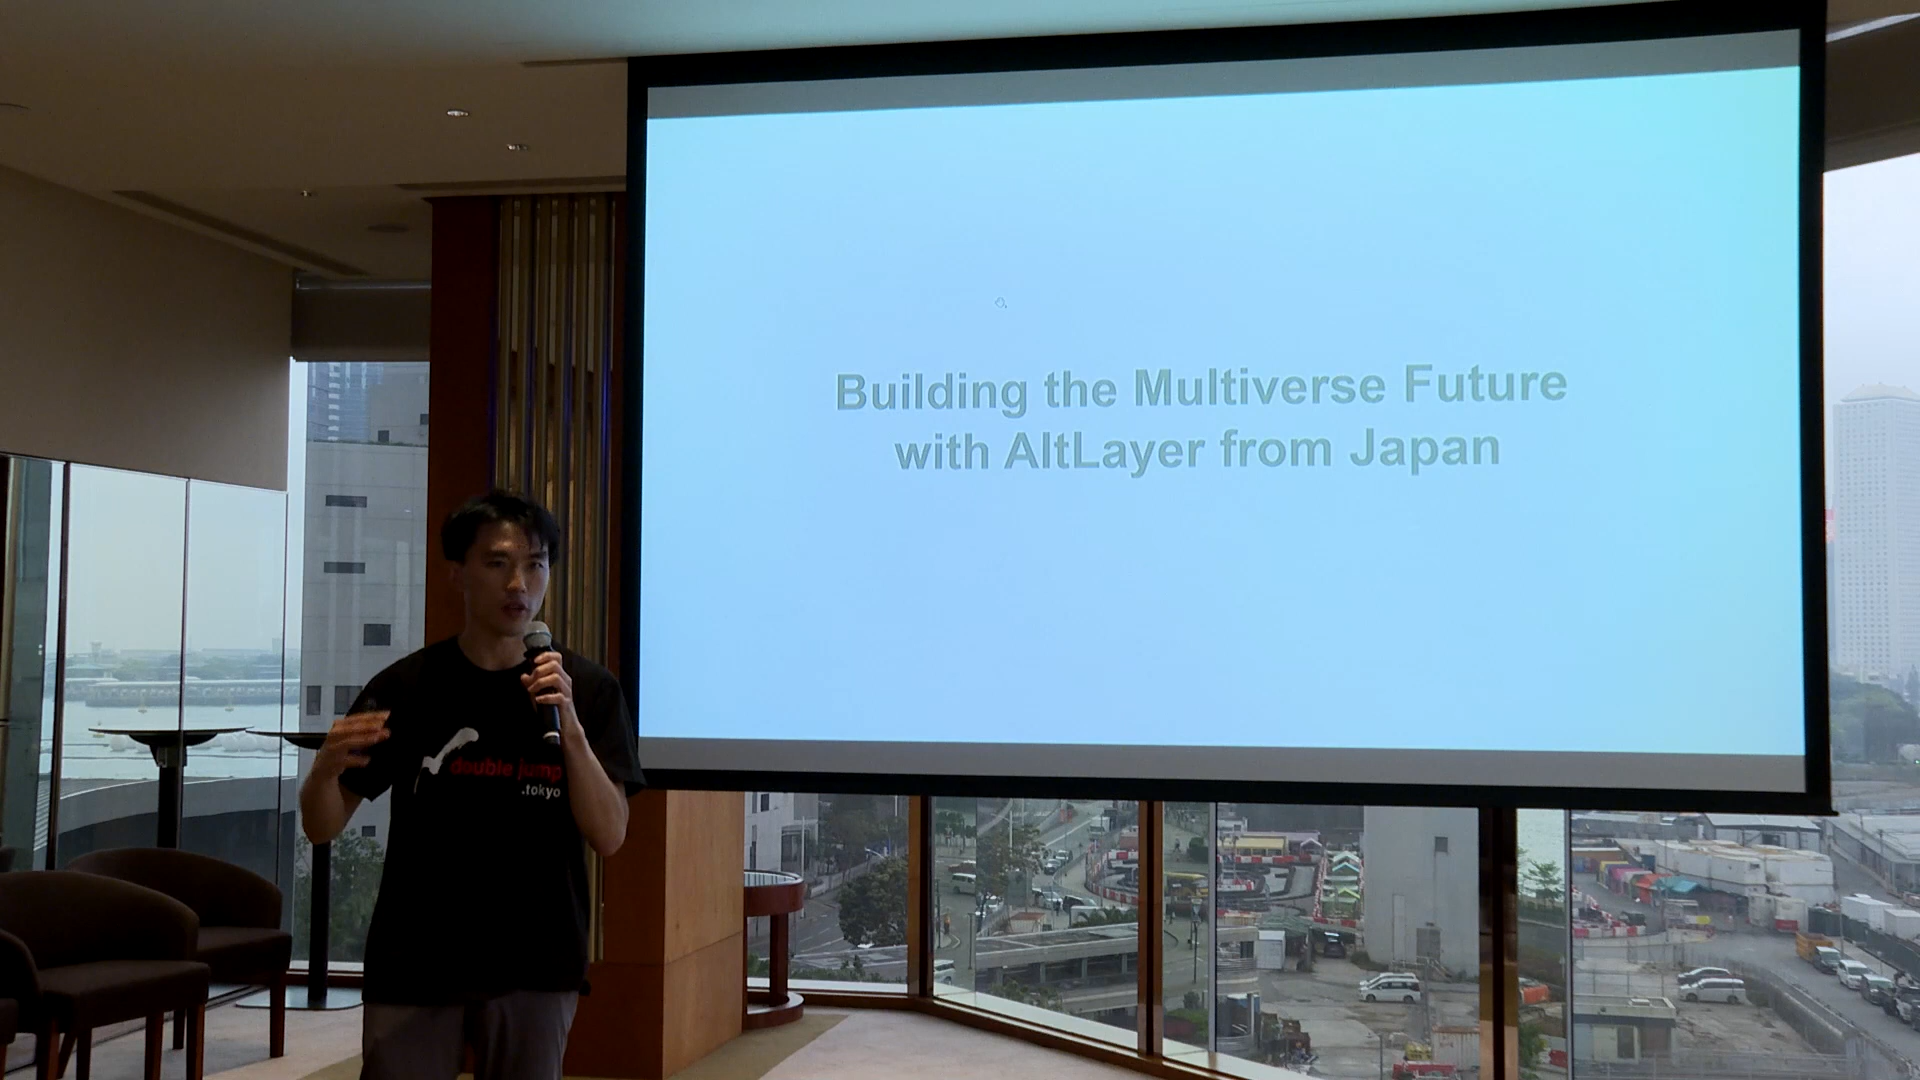 Building the Multiverse Future
with AltLayer from Japan
double jump
.tokyo